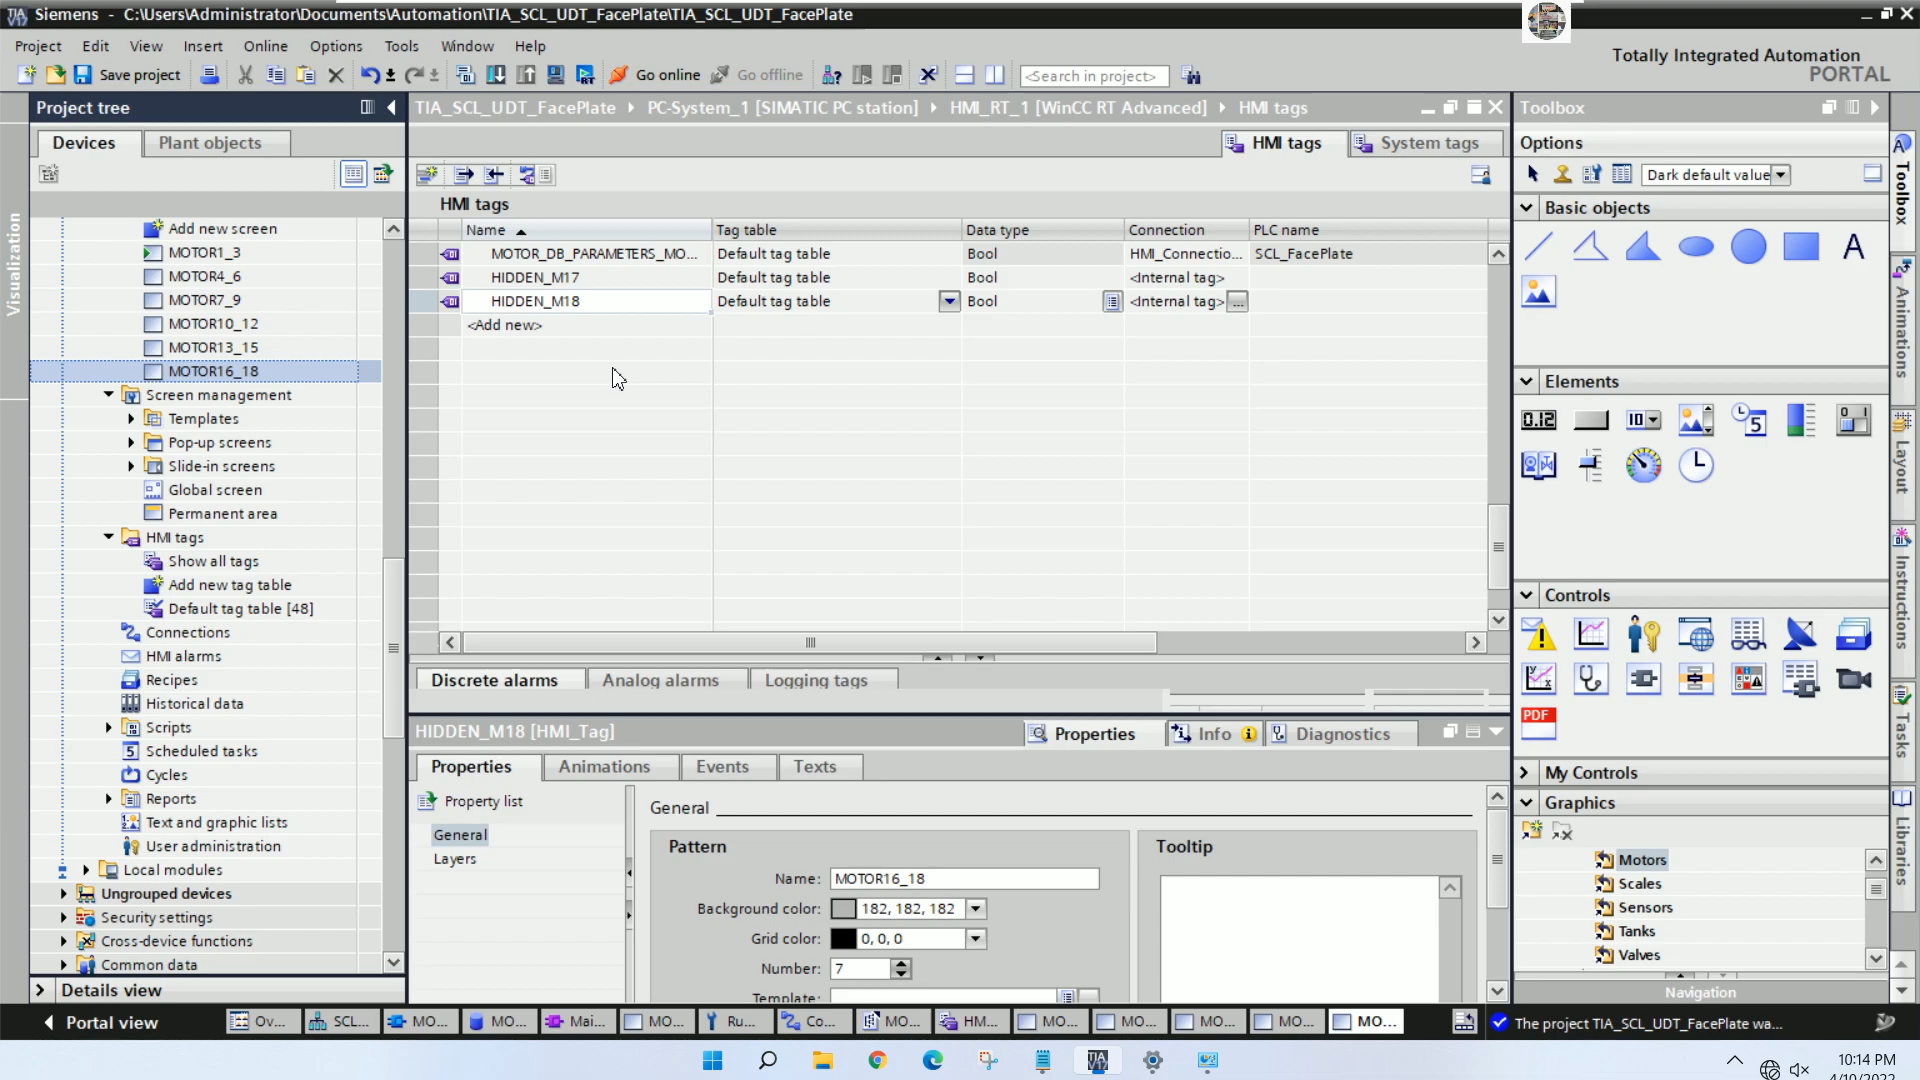 Siemens - C:\Users\Administrator\Documents\Automation\TIA_SCL_UDT_FacePlate\TIA_SCL_UDT_FacePlate
Project Edit View Insert Online Options Tools Window Help
Totally Integrated Automation
PORTAL
Save project
Go online
Go offline
<Search in project>
Project tree
TIA_SCL_UDT_FacePlate
PC-System_1 [SIMATIC PC station]
HMI_RT_1 [WinCC RT Advanced]
HMI tags
Toolbox
Devices
Plant objects
HMI tags
System tags
Options
Dark default value
HMI tags
Name Tag table Data type Connection PLC name
MOTOR_DB_PARAMETERS_MO... Default tag table Bool HMI_Connectio... SCL_FacePlate
HIDDEN_M17 Default tag table Bool <Internal tag>
HIDDEN_M18 Default tag table Bool <Internal tag> ...
<Add new>
Visualization
Add new screen
MOTOR1_3
MOTOR4_6
MOTOR7_9
MOTOR10_12
MOTOR13_15
MOTOR16_18
Screen management
Templates
Pop-up screens
Slide-in screens
Global screen
Permanent area
HMI tags
Show all tags
Add new tag table
Default tag table [48]
Connections
HMI alarms
Recipes
Historical data
Scripts
Scheduled tasks
Cycles
Reports
Text and graphic lists
User administration
Local modules
Ungrouped devices
Security settings
Cross-device functions
Common data
Details view
Discrete alarms
Analog alarms
Logging tags
HIDDEN_M18 [HMI_Tag]
Properties
Info
Diagnostics
Properties
Animations
Events
Texts
Property list
General
Layers
General
Pattern
Name: MOTOR16_18
Background color: 182, 182, 182
Grid color: 0, 0, 0
Number: 7
Template:
Tooltip
Basic objects
A
Elements
0.12
10
5
Controls
PDF
My Controls
Graphics
Motors
Scales
Sensors
Tanks
Valves
Navigation
Toolbox
Animations
Layout
Instructions
Tasks
Libraries
Portal view
Ov... SCL... MO... MO... Mai... MO... Ru... Co... MO... HM... MO... MO... MO... MO... MO...
The project TIA_SCL_UDT_FacePlate wa...
10:14 PM
4/10/2022